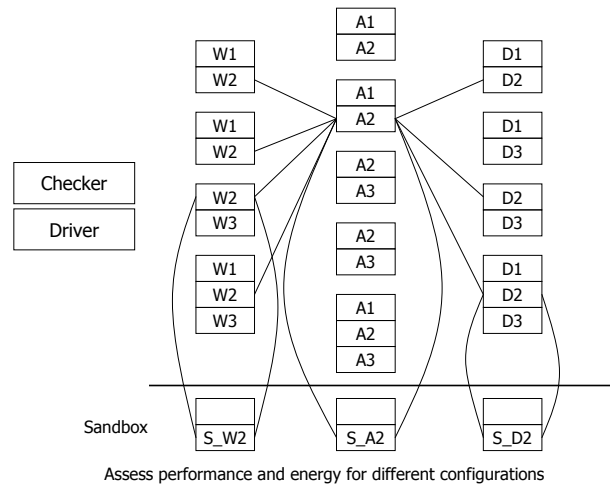 Checker
Driver
W1
W2
W1
W2
W2
W3
W1
W2
W3
A1
A2
A1
A2
A2
A3
A2
A3
A1
A2
A3
D1
D2
D1
D3
D2
D3
D1
D2
D3
Sandbox
S_W2
S_A2
S_D2
Assess performance and energy for different configurations